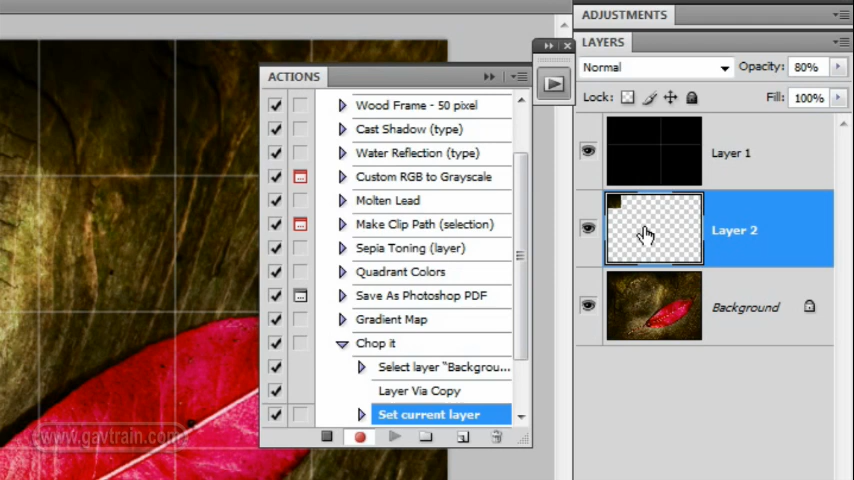 ADJUSTMENTS
LAYERS
Normal
Opacity: 80%
Lock:
Fill: 100%
Layer 1
Layer 2
Background
ACTIONS
Wood Frame - 50 pixel
Cast Shadow (type)
Water Reflection (type)
Custom RGB to Grayscale
Molten Lead
Make Clip Path (selection)
Sepia Toning (layer)
Quadrant Colors
Save As Photoshop PDF
Gradient Map
Chop it
Select layer "Backgrou...
Layer Via Copy
Set current layer
www.gavtrain.com